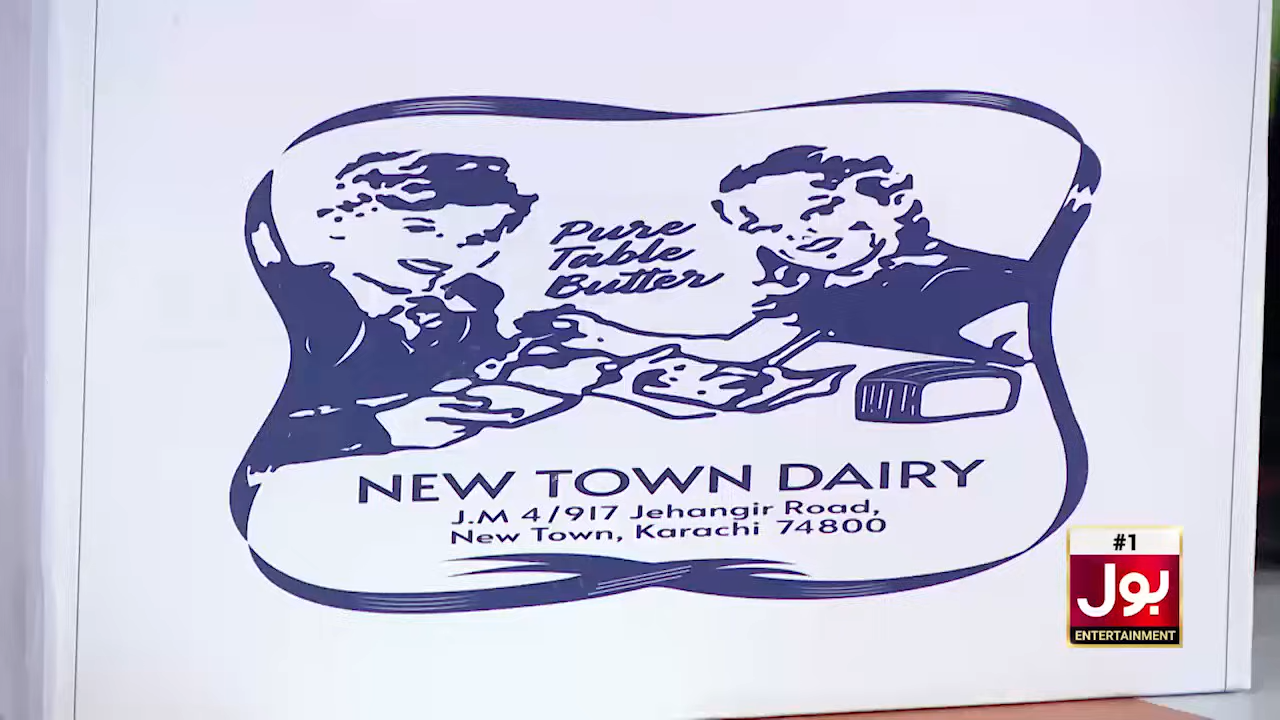 Pure
Table
Butter
NEW TOWN DAIRY
J.M 4/917 Jehangir Road,
New Town, Karachi 74800
#1
بول
ENTERTAINMENT